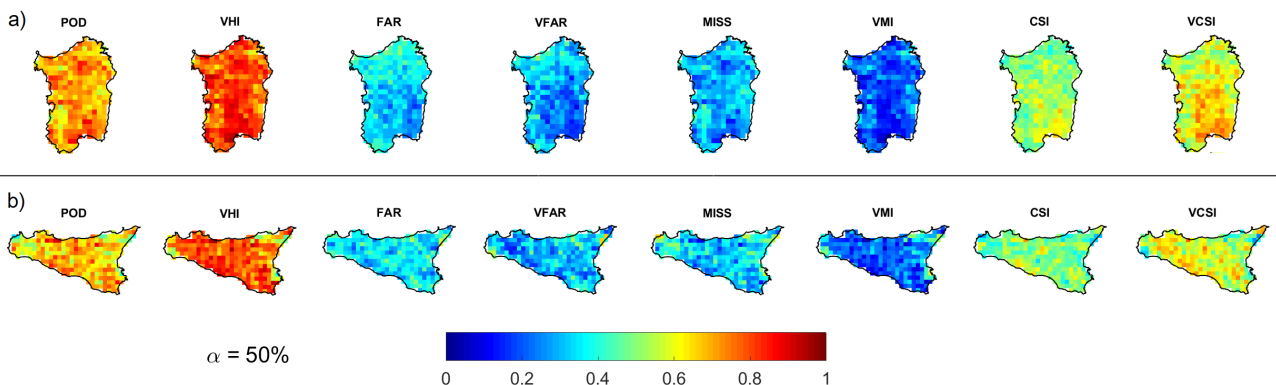 a)
POD VHI FAR VFAR MISS VMI CSI VCSI
b)
POD VHI FAR VFAR MISS VMI CSI VCSI
α = 50%
0 0.2 0.4 0.6 0.8 1